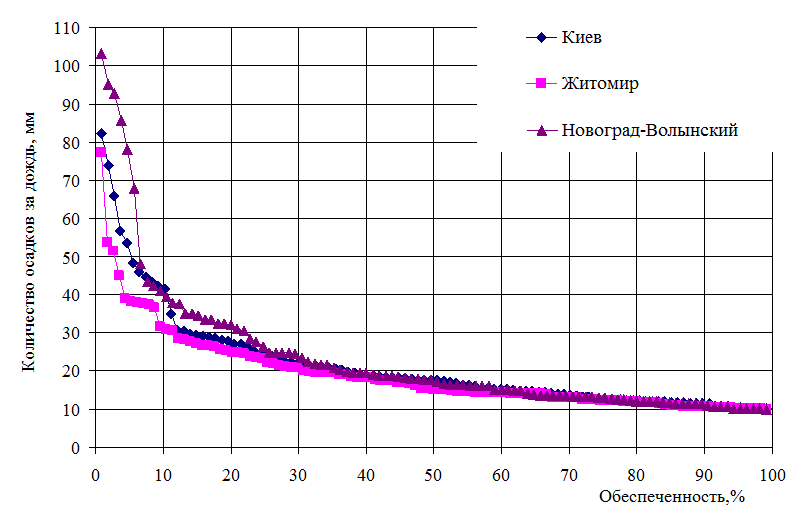 110
100
90
80
70
60
50
40
30
20
10
0
Количество осадков за дождь, мм
Киев
Житомир
Новоград-Волынский
0 10 20 30 40 50 60 70 80 90 100
Обеспеченность,%